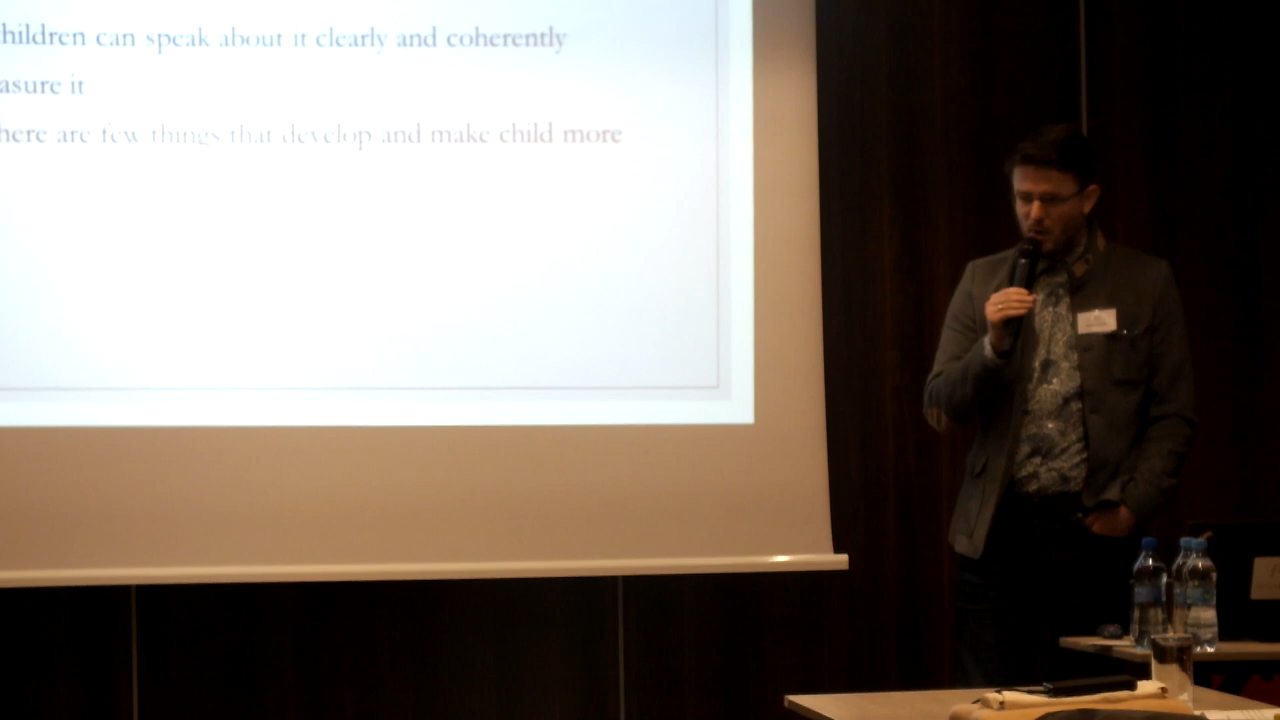 hildren can speak about it clearly and coherently
asure it
here are few things that develop and make child more